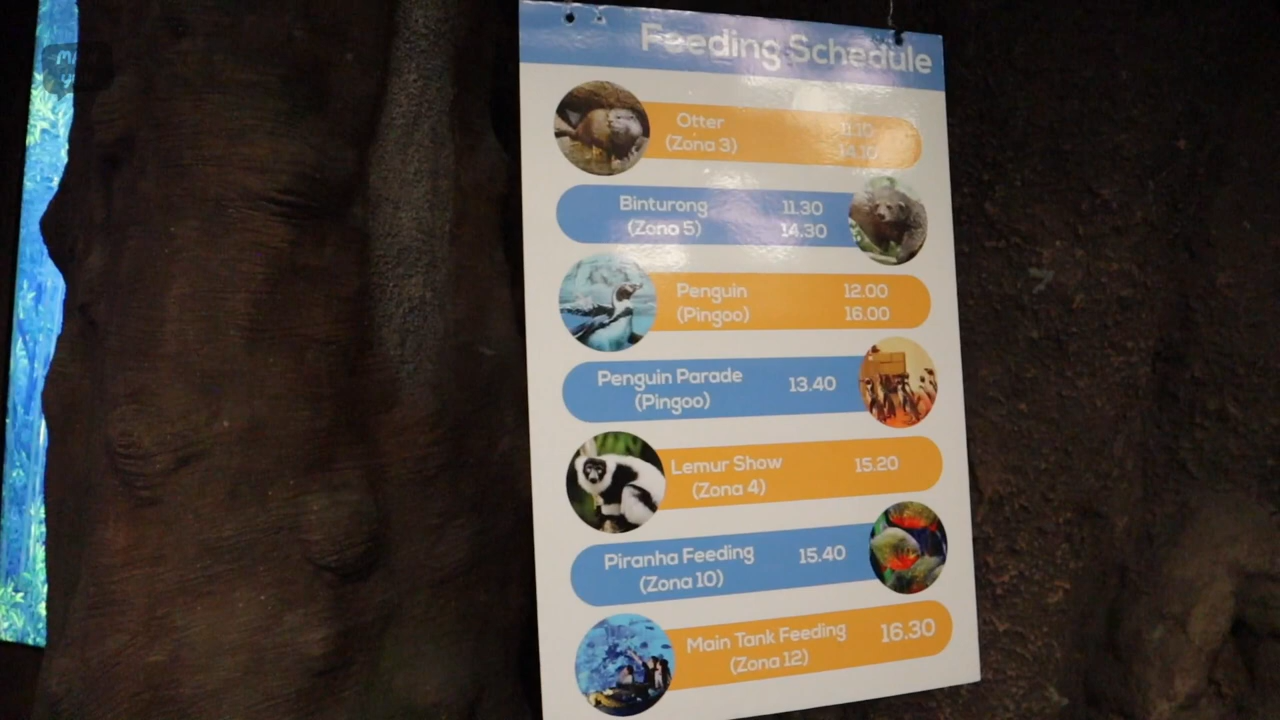 Feeding Schedule
Otter 11.10
(Zona 3) 14.10
Binturong 11.30
(Zona 5) 14.30
Penguin 12.00
(Pingoo) 16.00
Penguin Parade 13.40
(Pingoo)
Lemur Show 15.20
(Zona 4)
Piranha Feeding 15.40
(Zona 10)
Main Tank Feeding 16.30
(Zona 12)